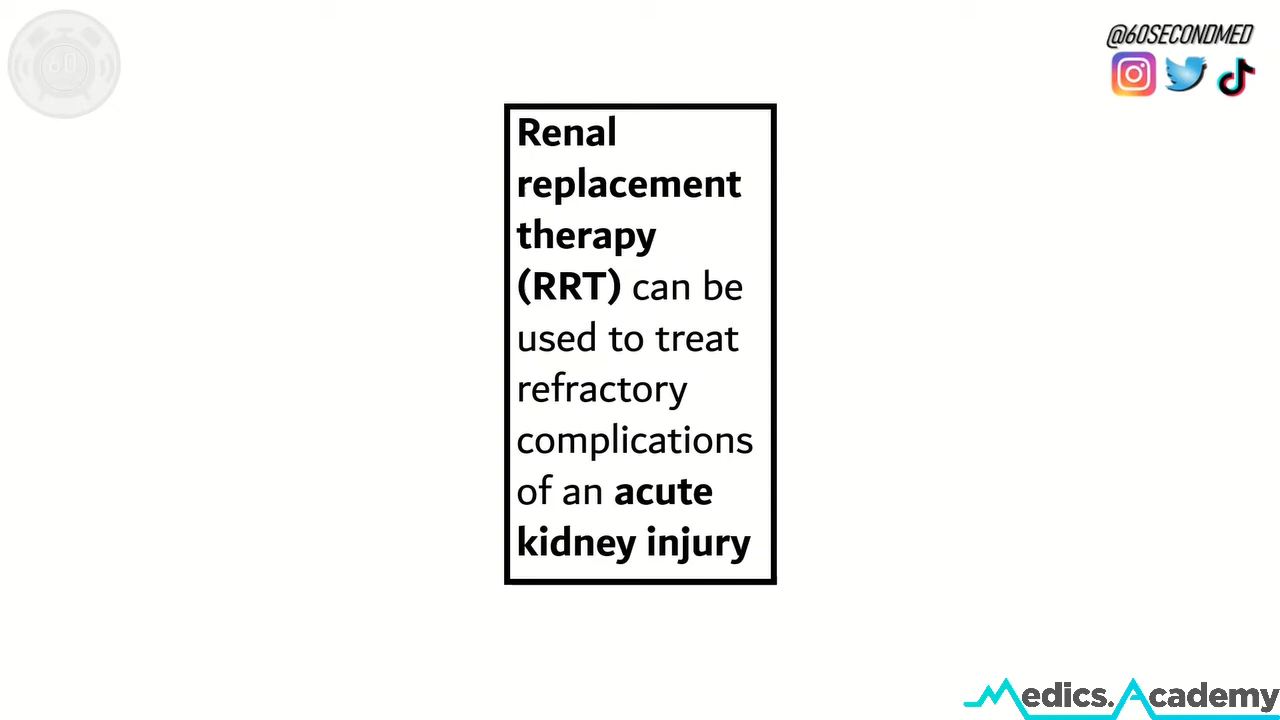 @60SECONDMED
60
Renal
replacement
therapy
(RRT) can be
used to treat
refractory
complications
of an acute
kidney injury
Medics.Academy